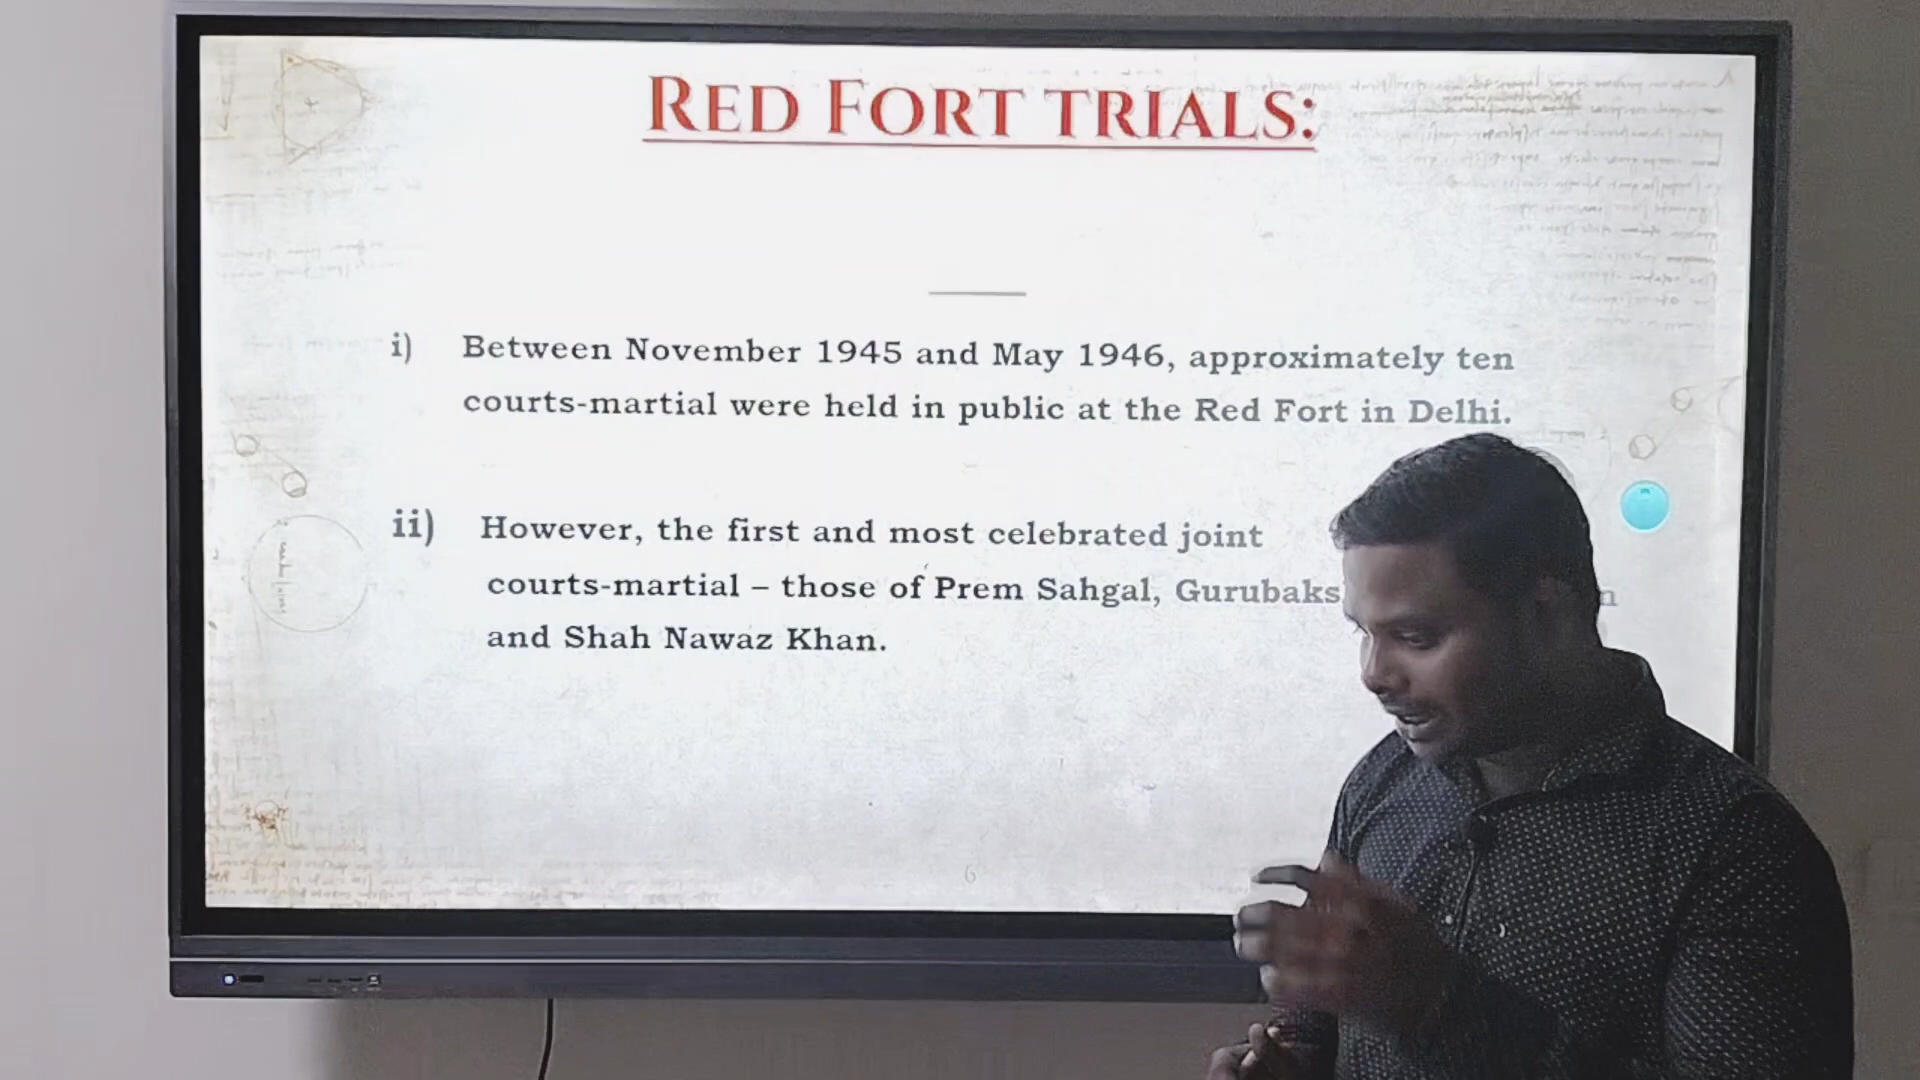 RED FORT TRIALS:
i) Between November 1945 and May 1946, approximately ten
courts-martial were held in public at the Red Fort in Delhi.
ii) However, the first and most celebrated joint
courts-martial – those of Prem Sahgal,
and Shah Nawaz Khan.
6